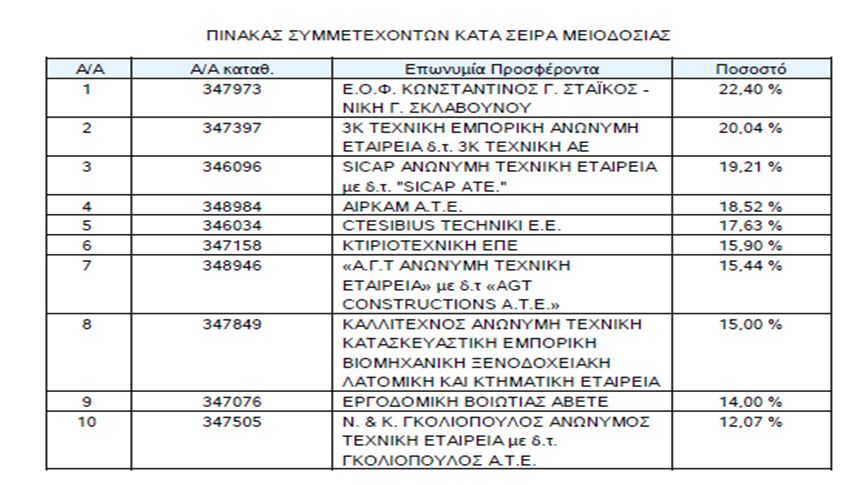 ΠΙΝΑΚΑΣ ΣΥΜΜΕΤΕΧΟΝΤΩΝ ΚΑΤΑ ΣΕΙΡΑ ΜΕΙΟΔΟΣΙΑΣ
Α/Α Α/Α καταθ. Επωνυμία Προσφέροντα Ποσοστό
1 347973 Ε.Ο.Φ. ΚΩΝΣΤΑΝΤΙΝΟΣ Γ. ΣΤΑΪΚΟΣ - 22,40 %
ΝΙΚΗ Γ. ΣΚΛΑΒΟΥΝΟΥ
2 347397 3Κ ΤΕΧΝΙΚΗ ΕΜΠΟΡΙΚΗ ΑΝΩΝΥΜΗ 20,04 %
ΕΤΑΙΡΕΙΑ δ.τ. 3Κ ΤΕΧΝΙΚΗ ΑΕ
3 346096 SICAP ΑΝΩΝΥΜΗ ΤΕΧΝΙΚΗ ΕΤΑΙΡΕΙΑ 19,21 %
με δ.τ. "SICAP ΑΤΕ."
4 348984 ΑΙΡΚΑΜ Α.Τ.Ε. 18,52 %
5 346034 CTESIBIUS TECHNIKI Ε.Ε. 17,63 %
6 347158 ΚΤΙΡΙΟΤΕΧΝΙΚΗ ΕΠΕ 15,90 %
7 348946 «Α.Γ.Τ ΑΝΩΝΥΜΗ ΤΕΧΝΙΚΗ 15,44 %
ΕΤΑΙΡΕΙΑ» με δ.τ «AGT
CONSTRUCTIONS Α.Τ.Ε.»
8 347849 ΚΑΛΛΙΤΕΧΝΟΣ ΑΝΩΝΥΜΗ ΤΕΧΝΙΚΗ 15,00 %
ΚΑΤΑΣΚΕΥΑΣΤΙΚΗ ΕΜΠΟΡΙΚΗ
ΒΙΟΜΗΧΑΝΙΚΗ ΞΕΝΟΔΟΧΕΙΑΚΗ
ΛΑΤΟΜΙΚΗ ΚΑΙ ΚΤΗΜΑΤΙΚΗ ΕΤΑΙΡΕΙΑ
9 347076 ΕΡΓΟΔΟΜΙΚΗ ΒΟΙΩΤΙΑΣ ΑΒΕΤΕ 14,00 %
10 347505 Ν. & Κ. ΓΚΟΛΙΟΠΟΥΛΟΣ ΑΝΩΝΥΜΟΣ 12,07 %
ΤΕΧΝΙΚΗ ΕΤΑΙΡΕΙΑ με δ.τ.
ΓΚΟΛΙΟΠΟΥΛΟΣ Α.Τ.Ε.